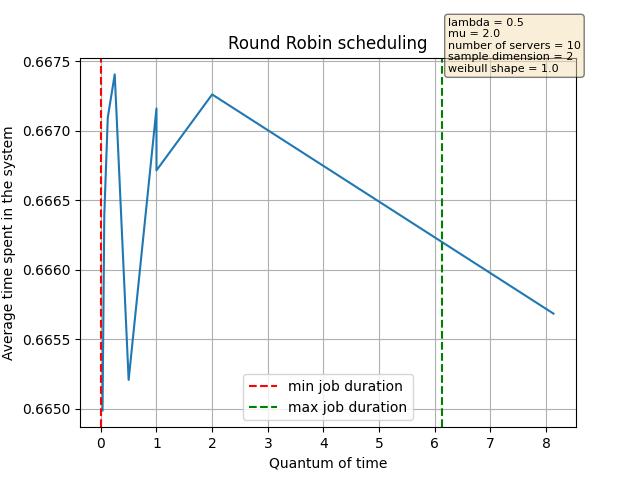 Round Robin scheduling
lambda = 0.5
mu = 2.0
number of servers = 10
sample dimension = 2
weibull shape = 1.0
Average time spent in the system
0.6675
0.6670
0.6665
0.6660
0.6655
0.6650
min job duration
max job duration
0 1 2 3 4 5 6 7 8
Quantum of time